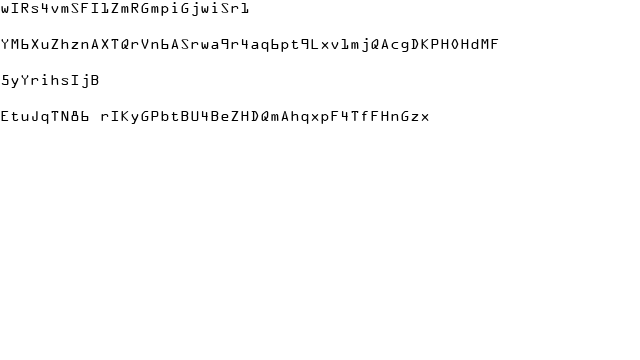 wIRs4vmSFI1ZmRGmpiGjwiSr1
YM6XuZhznAXTQrVn6ASrwa9r4aq6pt9Lxv1mjQAcgDKPH0HdMF
5yYrihsIjB
EtuJqTN86 rIKyGPbtBU4BeZHDQmAhqxpF4TfFHnGzx